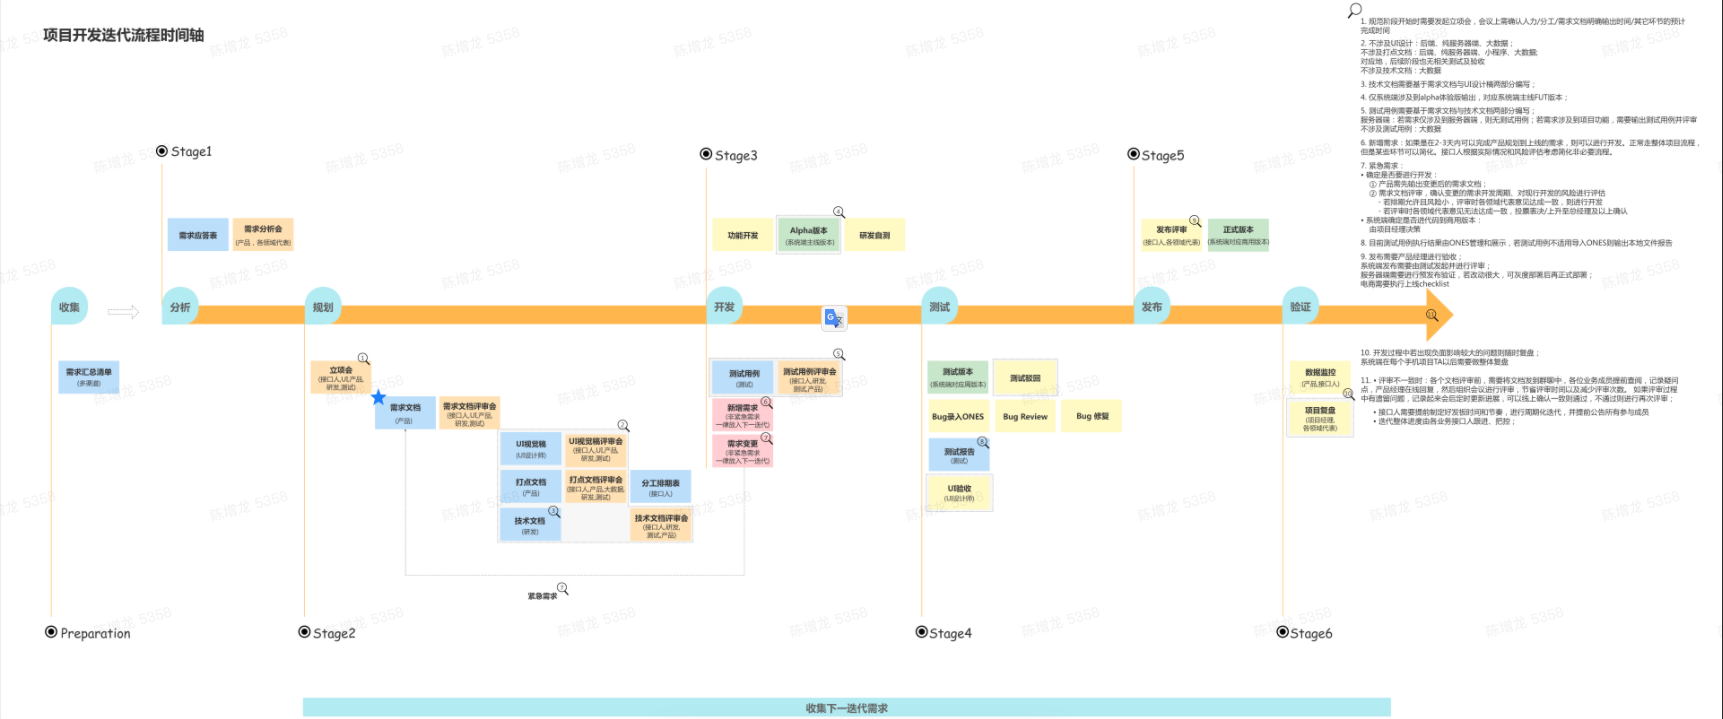 项目开发迭代流程时间轴
1. 规范阶段开始时需要发起立项会，会议上需确认人力/分工/需求文档明确输出时间/其它环节的预计
完成时间
2. 不涉及UI设计：后端、纯服务器端、大数据；
不涉及打点文档：后端、纯服务器端、小程序、大数据;
对应地，后续阶段也无相关测试及验收
不涉及技术文档：大数据
3. 技术文档需要基于需求文档与UI设计稿两部分编写；
4. 仅系统端涉及到alpha体验版输出，对应系统端主线FUT版本；
5. 测试用例需要基于需求文档与技术文档两部分编写；
服务器端：若需求仅涉及到服务器端，则无测试用例；若需求涉及到项目功能，需要输出测试用例并评审
不涉及测试用例：大数据
6. 新增需求：如果是在2-3天内可以完成产品规划到上线的需求，则可以进行开发。正常走整体项目流程，
但是某些环节可以简化。接口人根据实际情况和风险评估考虑简化非必要流程。
7. 紧急需求：
• 确定是否要进行开发：
① 产品需先输出变更后的需求文档；
② 需求文档评审，确认变更的需求开发周期、对现行开发的风险进行评估
- 若排期允许且风险小，评审时各领域代表意见达成一致，则进行开发
- 若评审时各领域代表意见无法达成一致，投票表决/上升至总经理及以上确认
• 系统端确定是否进代码到商用版本：
由项目经理决策
8. 目前测试用例执行结果由ONES管理和展示，若测试用例不适用导入ONES则输出本地文件报告
9. 发布需要产品经理进行验收；
系统端发布需要由测试发起并进行评审；
服务器端需要进行预发布验证，若改动很大，可灰度部署后再正式部署；
电商需要执行上线checklist
Stage1
Stage3
Stage5
需求应答表
需求分析会
(产品，各领域代表)
功能开发
Alpha版本
(系统端主线版本)
④
研发自测
发布评审
(接口人,各领域代表)
⑨
正式版本
(系统端对应商用版本)
收集
分析
规划
开发
测试
发布
验证
⑪
需求汇总清单
(多渠道)
立项会
(接口人,UI,产品,
研发,测试)
①
需求文档
(产品)
需求文档评审会
(接口人,UI,产品,
研发,测试)
②
UI视觉稿
(UI设计师)
UI视觉稿评审会
(接口人,UI,产品,
研发,测试)
打点文档
(产品)
打点文档评审会
(接口人,产品,大数据,
研发,测试)
分工排期表
(接口人)
技术文档
(研发)
③
技术文档评审会
(接口人,研发,
测试,产品)
紧急需求
⑦
测试用例
(测试)
测试用例评审会
(接口人,研发,
测试,产品)
⑤
新增需求
(非紧急需求
一律放入下一迭代)
⑥
需求变更
(非紧急需求
一律放入下一迭代)
⑦
测试版本
(系统端对应周版本)
测试驳回
Bug录入ONES
Bug Review
Bug 修复
测试报告
(测试)
⑧
UI验收
(UI设计师)
数据监控
(产品,接口人)
项目复盘
(项目经理,
各领域代表)
⑩
10. 开发过程中若出现负面影响较大的问题则随时复盘；
系统端在每个手机项目TA以后需要做整体复盘
11. • 评审不一致时：各个文档评审前，需要将文档发到群聊中，各位业务成员提前查阅，记录疑问
点，产品经理在线回复，然后组织会议进行评审，节省评审时间以及减少评审次数。 如果评审过程
中有遗留问题，记录起来会后定时更新进展，可以线上确认一致则通过，不通过则进行再次评审；
• 接口人需要提前制定好发板时间和节奏，进行周期化迭代，并提前公告所有参与成员
• 迭代整体进度由各业务接口人跟进、把控；
Preparation
Stage2
Stage4
Stage6
收集下一迭代需求
陈增龙 5358